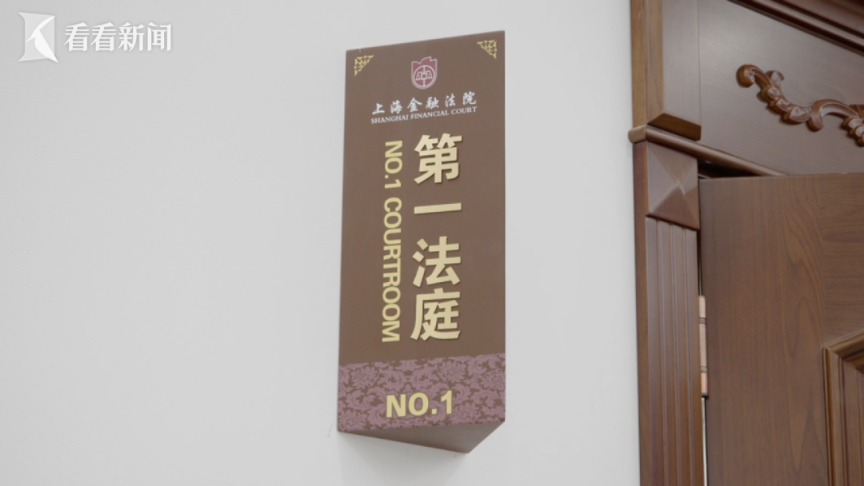 看看新闻
上海金融法院
SHANGHAI FINANCIAL COURT
第一法庭
NO.1 COURTROOM
NO.1